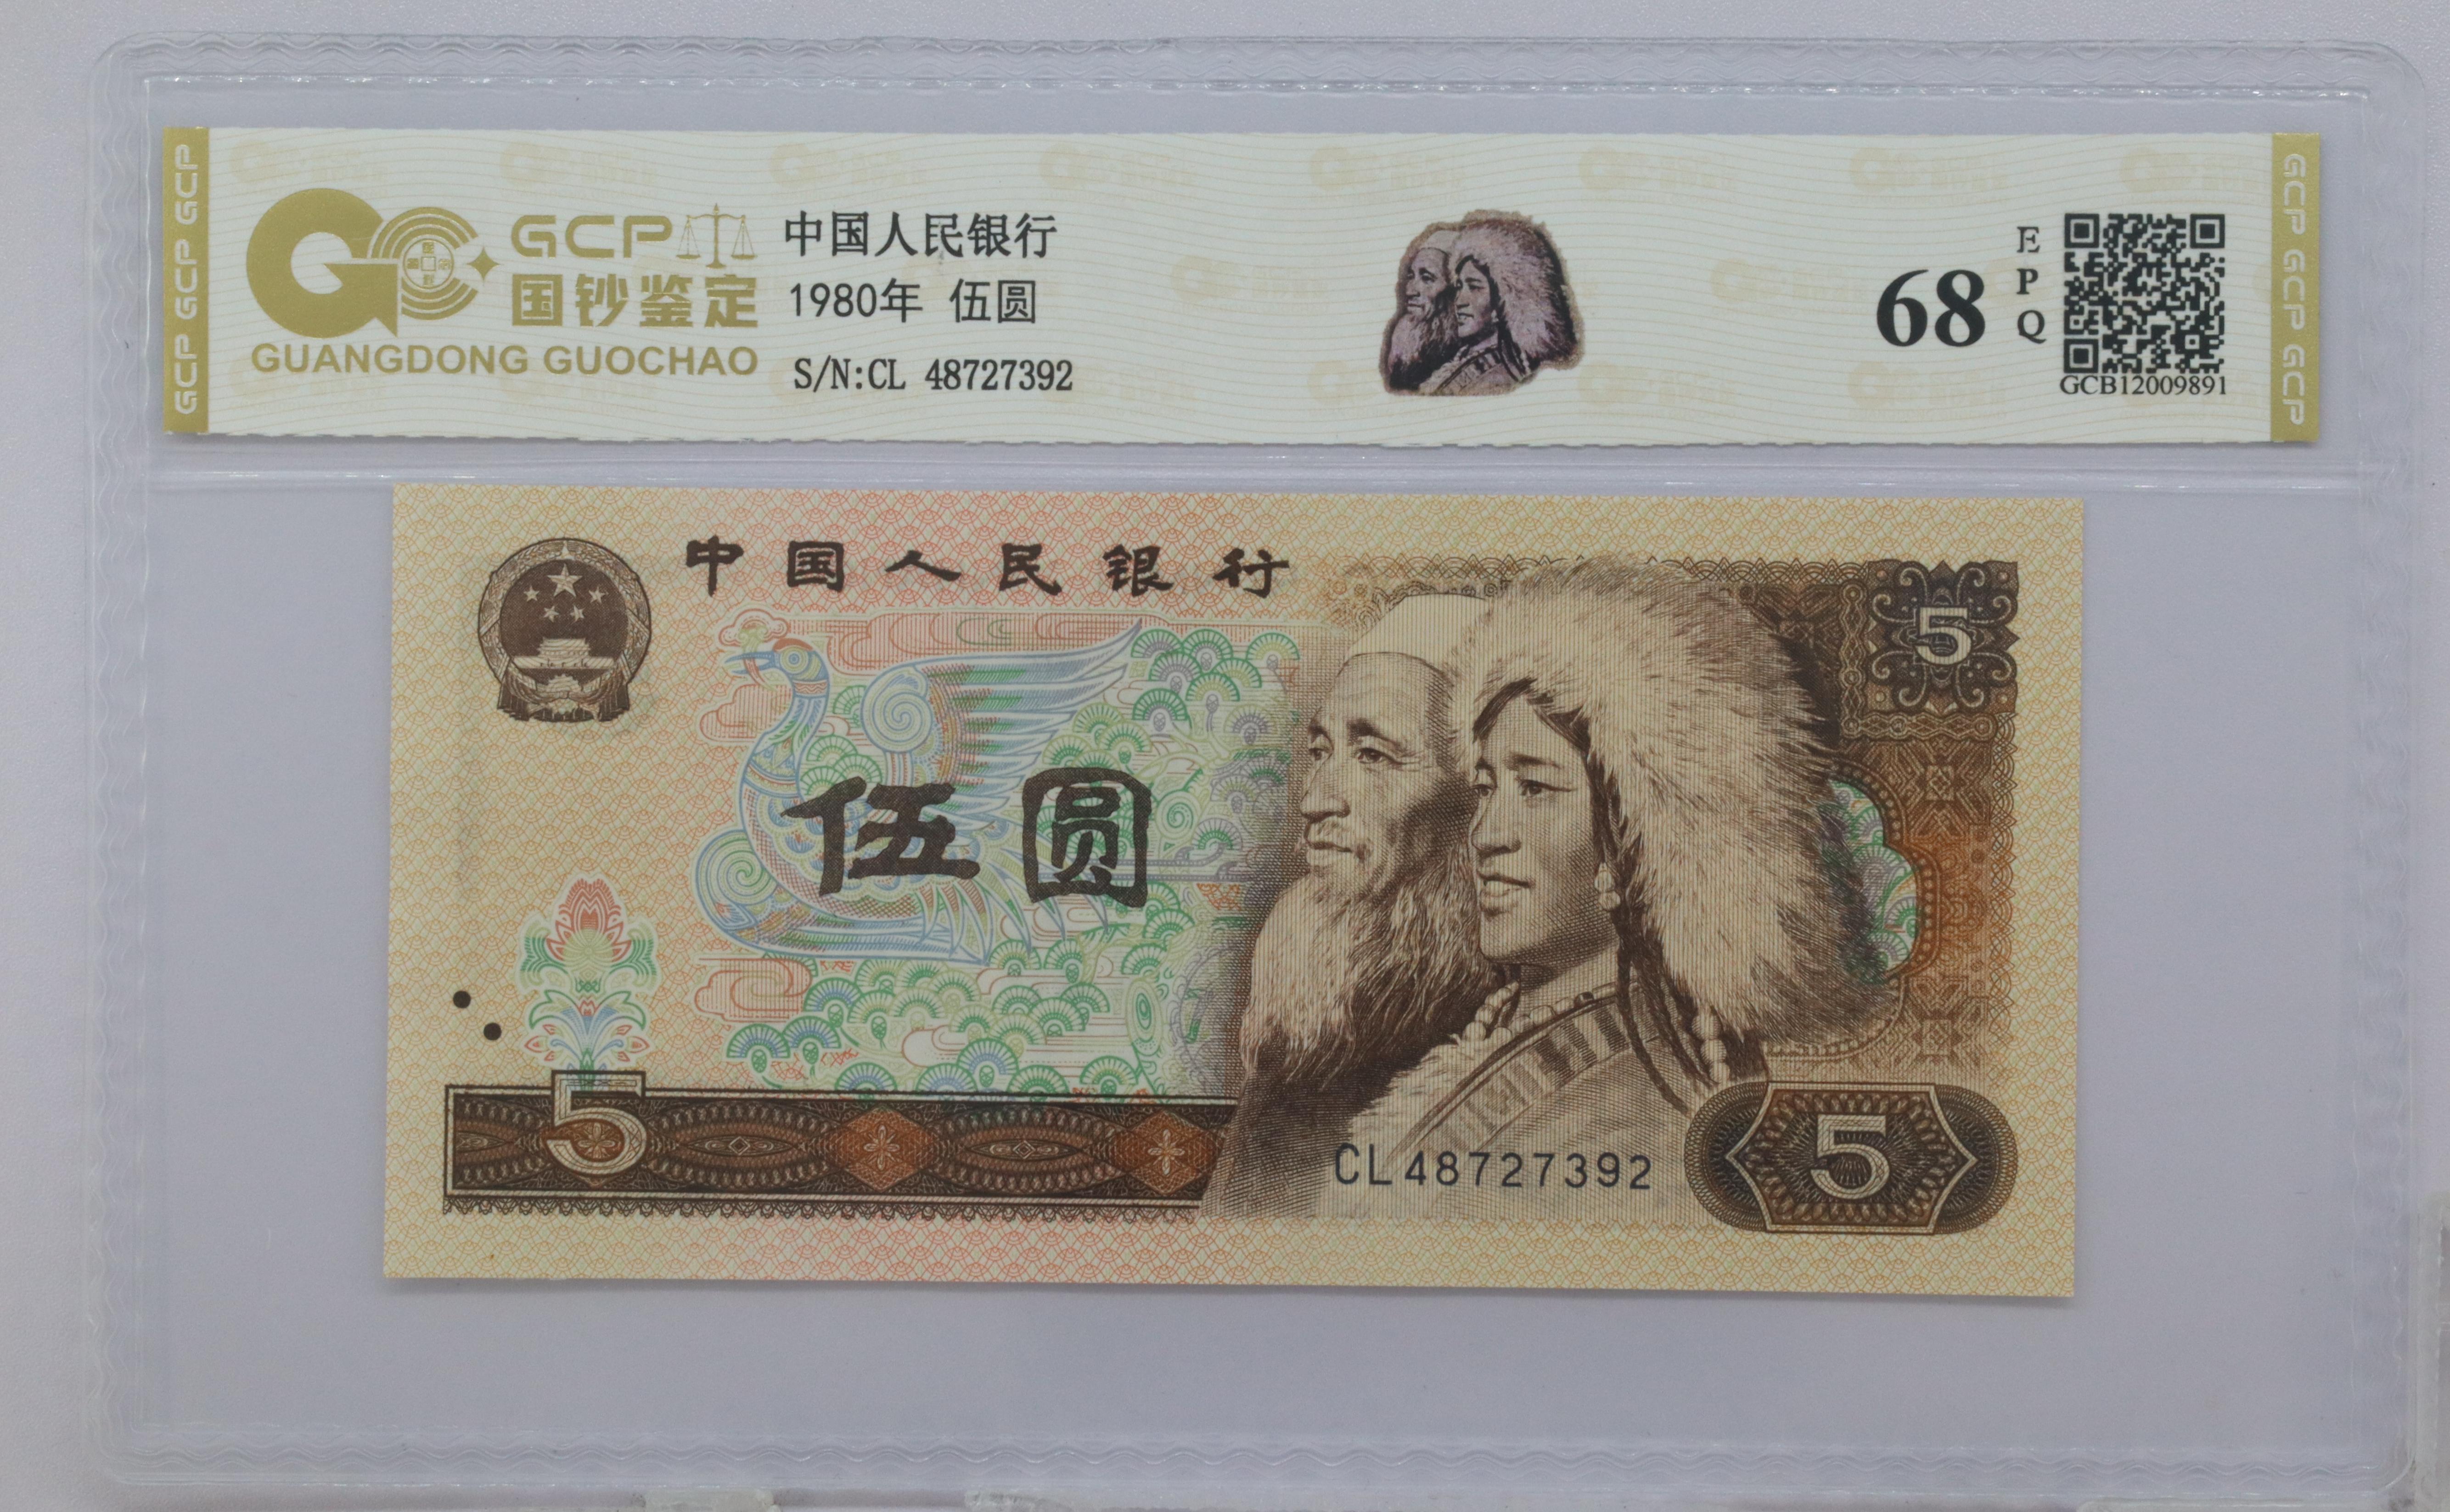 GCP GCP GCP
GCP
国钞鉴定
GUANGDONG GUOCHAO
中国人民银行
1980年 伍圆
S/N:CL 48727392
68
EPQ
GCB12009891
GCP GCP GCP
中国人民银行
5
伍圆
5
CL48727392
5